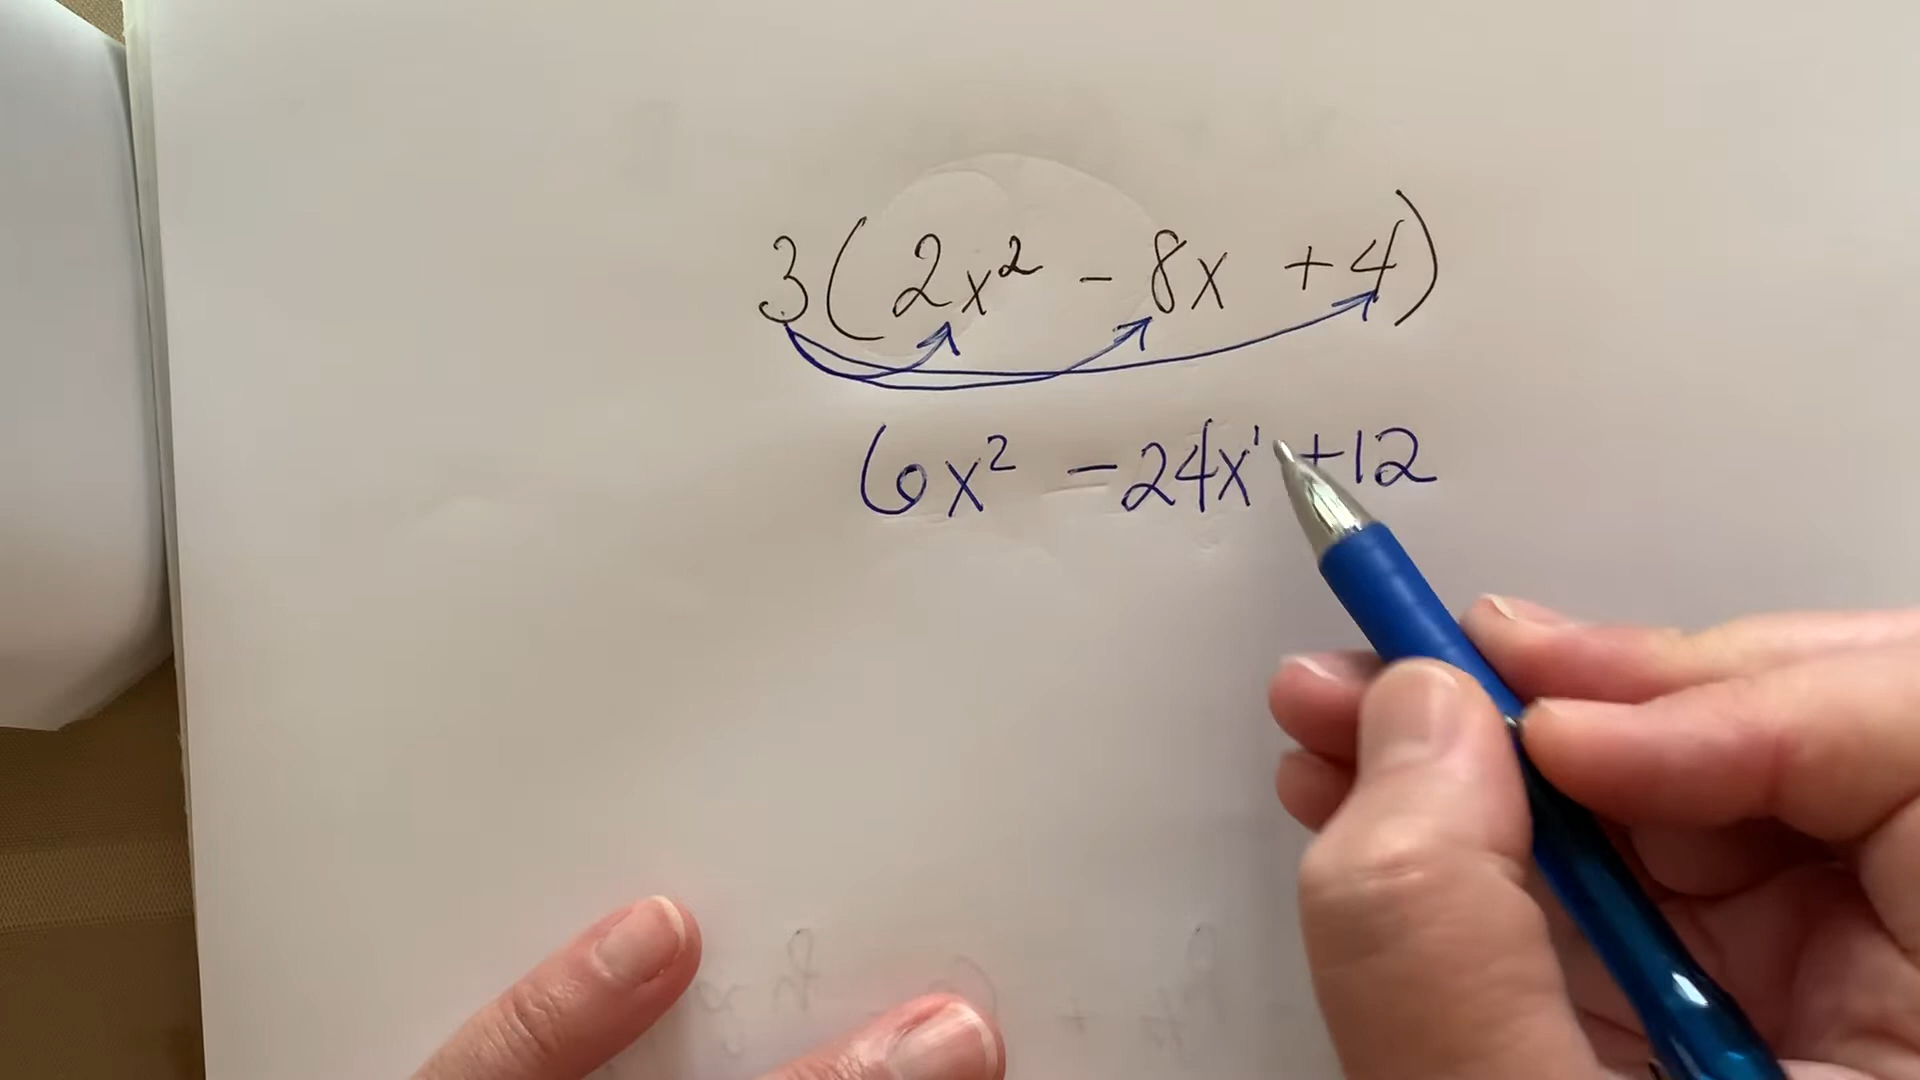 3(2x² - 8x + 4)
6x² - 24x¹ + 12